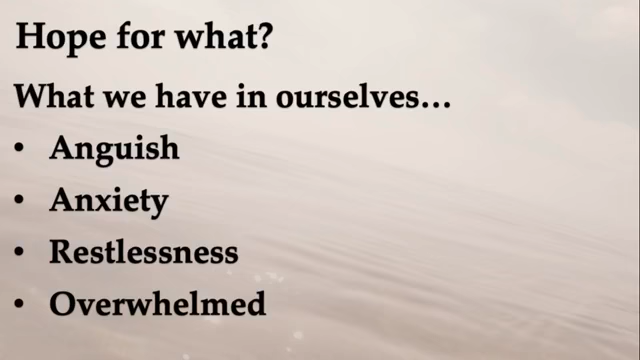 Hope for what?
What we have in ourselves…
• Anguish
• Anxiety
• Restlessness
• Overwhelmed